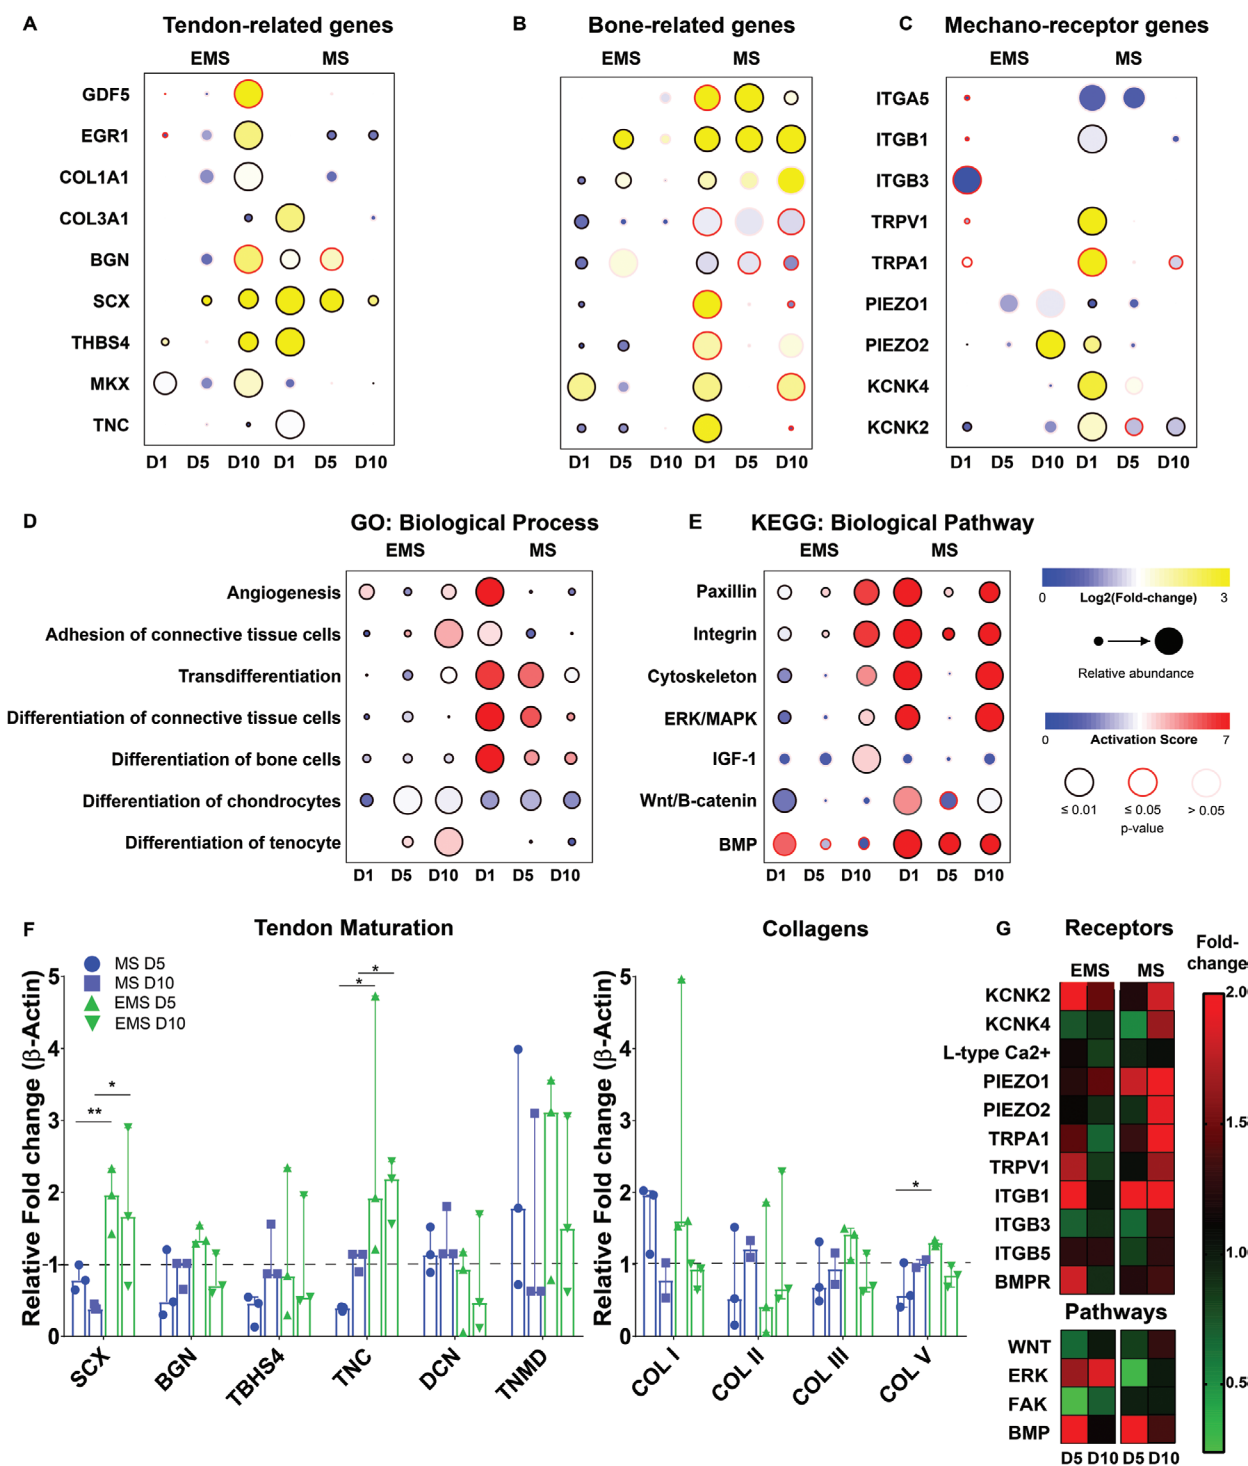 A Tendon-related genes
EMS MS
GDF5
EGR1
COL1A1
COL3A1
BGN
SCX
THBS4
MKX
TNC
D1 D5 D10 D1 D5 D10
B Bone-related genes
EMS MS
D1 D5 D10 D1 D5 D10
C Mechano-receptor genes
EMS MS
ITGA5
ITGB1
ITGB3
TRPV1
TRPA1
PIEZO1
PIEZO2
KCNK4
KCNK2
D1 D5 D10 D1 D5 D10
D GO: Biological Process
EMS MS
Angiogenesis
Adhesion of connective tissue cells
Transdifferentiation
Differentiation of connective tissue cells
Differentiation of bone cells
Differentiation of chondrocytes
Differentiation of tenocyte
D1 D5 D10 D1 D5 D10
E KEGG: Biological Pathway
EMS MS
Paxillin
Integrin
Cytoskeleton
ERK/MAPK
IGF-1
Wnt/B-catenin
BMP
D1 D5 D10 D1 D5 D10
0 Log2(Fold-change) 3
Relative abundance
0 Activation Score 7
≤ 0.01 ≤ 0.05 > 0.05
p-value
F Tendon Maturation
MS D5
MS D10
EMS D5
EMS D10
Relative Fold change (β-Actin)
5
4
3
2
1
0
* ** * *
SCX BGN TBHS4 TNC DCN TNMD
Collagens
Relative Fold change (β-Actin)
5
4
3
2
1
0
*
COL I COL II COL III COL V
G Receptors
EMS MS
KCNK2
KCNK4
L-type Ca2+
PIEZO1
PIEZO2
TRPA1
TRPV1
ITGB1
ITGB3
ITGB5
BMPR
Pathways
WNT
ERK
FAK
BMP
D5 D10 D5 D10
Fold-
change
2.0
1.5
1.0
0.5